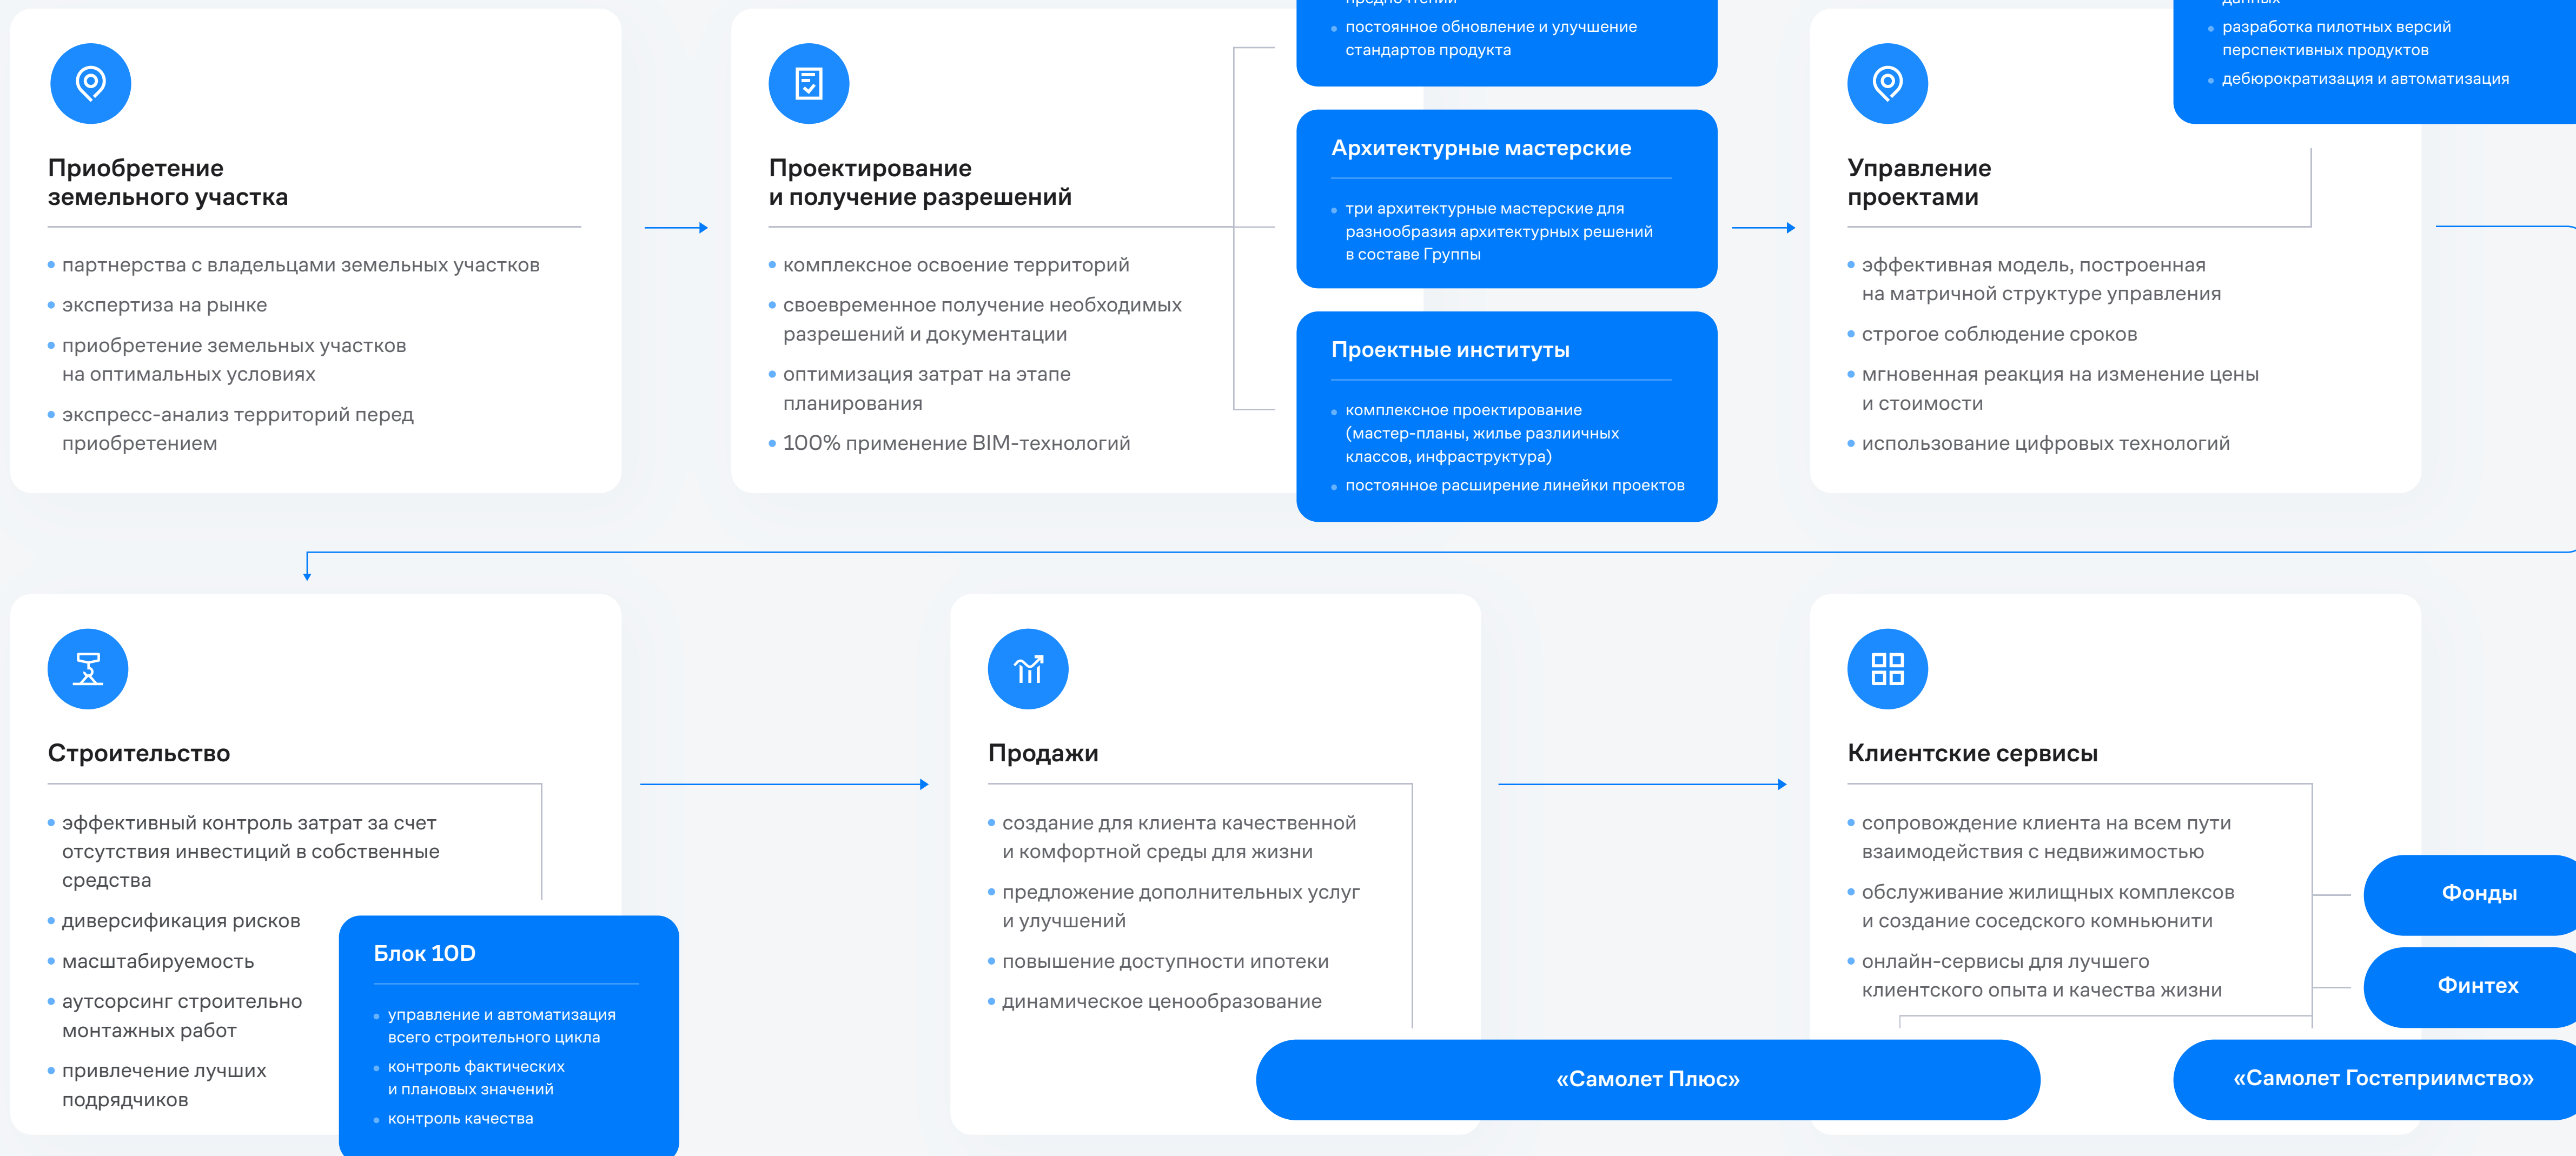 Приобретение
земельного участка
партнерства с владельцами земельных участков
экспертиза на рынке
приобретение земельных участков
на оптимальных условиях
экспресс-анализ территорий перед
приобретением
Проектирование
и получение разрешений
комплексное освоение территорий
своевременное получение необходимых
разрешений и документации
оптимизация затрат на этапе
планирования
100% применение BIM-технологий
постоянное обновление и улучшение
стандартов продукта
Архитектурные мастерские
три архитектурные мастерские для
разнообразия архитектурных решений
в составе Группы
Проектные институты
комплексное проектирование
(мастер-планы, жилье разлиичных
классов, инфраструктура)
постоянное расширение линейки проектов
Управление
проектами
эффективная модель, построенная
на матричной структуре управления
строгое соблюдение сроков
мгновенная реакция на изменение цены
и стоимости
использование цифровых технологий
данных
разработка пилотных версий
перспективных продуктов
дебюрократизация и автоматизация
Строительство
эффективный контроль затрат за счет
отсутствия инвестиций в собственные
средства
диверсификация рисков
масштабируемость
аутсорсинг строительно
монтажных работ
привлечение лучших
подрядчиков
Блок 10D
управление и автоматизация
всего строительного цикла
контроль фактических
и плановых значений
контроль качества
Продажи
создание для клиента качественной
и комфортной среды для жизни
предложение дополнительных услуг
и улучшений
повышение доступности ипотеки
динамическое ценообразование
Клиентские сервисы
сопровождение клиента на всем пути
взаимодействия с недвижимостью
обслуживание жилищных комплексов
и создание соседского комньюнити
онлайн-сервисы для лучшего
клиентского опыта и качества жизни
Фонды
Финтех
«Самолет Плюс»
«Самолет Гостеприимство»